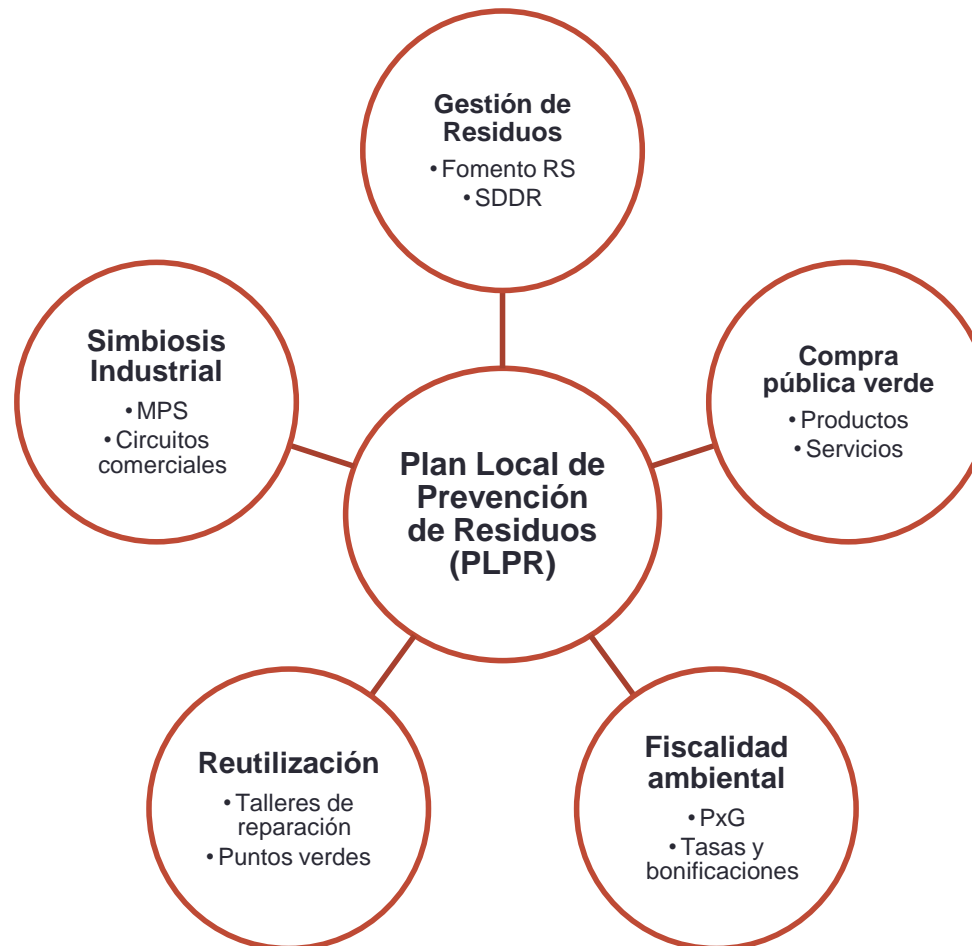 Gestión de
Residuos
• Fomento RS
• SDDR
Simbiosis
Industrial
• MPS
• Circuitos
comerciales
Compra
pública verde
• Productos
• Servicios
Plan Local de
Prevención
de Residuos
(PLPR)
Reutilización
• Talleres de
reparación
• Puntos verdes
Fiscalidad
ambiental
• PxG
• Tasas y
bonificaciones